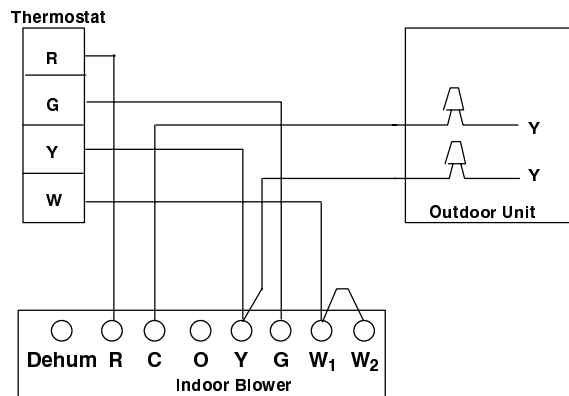 Thermostat
R
G
Y
W
Y
Y
Outdoor Unit
Dehum R C O Y G W1 W2
Indoor Blower